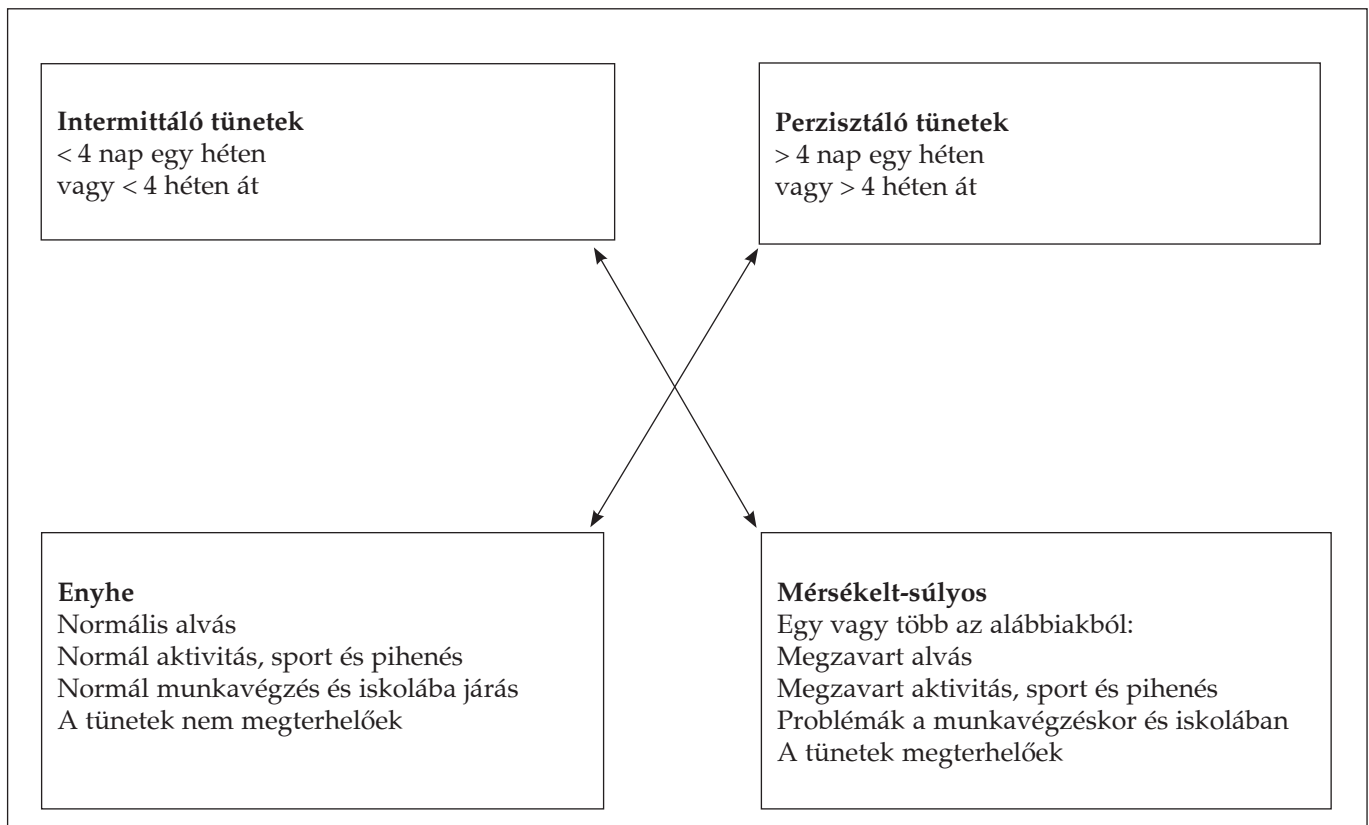 Intermittáló tünetek
< 4 nap egy héten
vagy < 4 héten át
Perzisztáló tünetek
> 4 nap egy héten
vagy > 4 héten át
Enyhe
Normális alvás
Normál aktivitás, sport és pihenés
Normál munkavégzés és iskolába járás
A tünetek nem megterhelőek
Mérsékelt-súlyos
Egy vagy több az alábbiakból:
Megzavart alvás
Megzavart aktivitás, sport és pihenés
Problémák a munkavégzéskor és iskolában
A tünetek megterhelőek